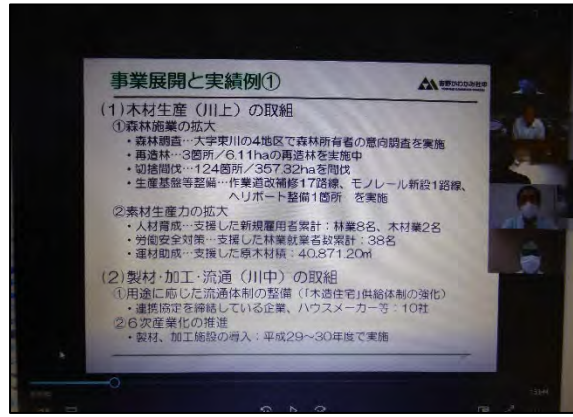 事業展開と実績例①
吉野かわかみ社中
(1)木材生産（川上）の取組
①森林施業の拡大
・森林調査…大字東川の4地区で森林所有者の意向調査を実施
・再造林…3箇所／6.11haの再造林を実施中
・切捨間伐…124箇所／357.32haを間伐
・生産基盤等整備…作業道改補修17路線、モノレール新設1路線、
ヘリポート整備1箇所 を実施
②素材生産力の拡大
・人材育成…支援した新規雇用者累計：林業8名、木材業2名
・労働安全対策…支援した林業就業者数累計：38名
・運材助成…支援した原木材積：40,871.20㎥
(2)製材・加工・流通（川中）の取組
①用途に応じた流通体制の整備（「木造住宅」供給体制の強化）
・連携協定を締結している企業、ハウスメーカー等：10社
②6次産業化の推進
・製材、加工施設の導入：平成29～30年度で実施